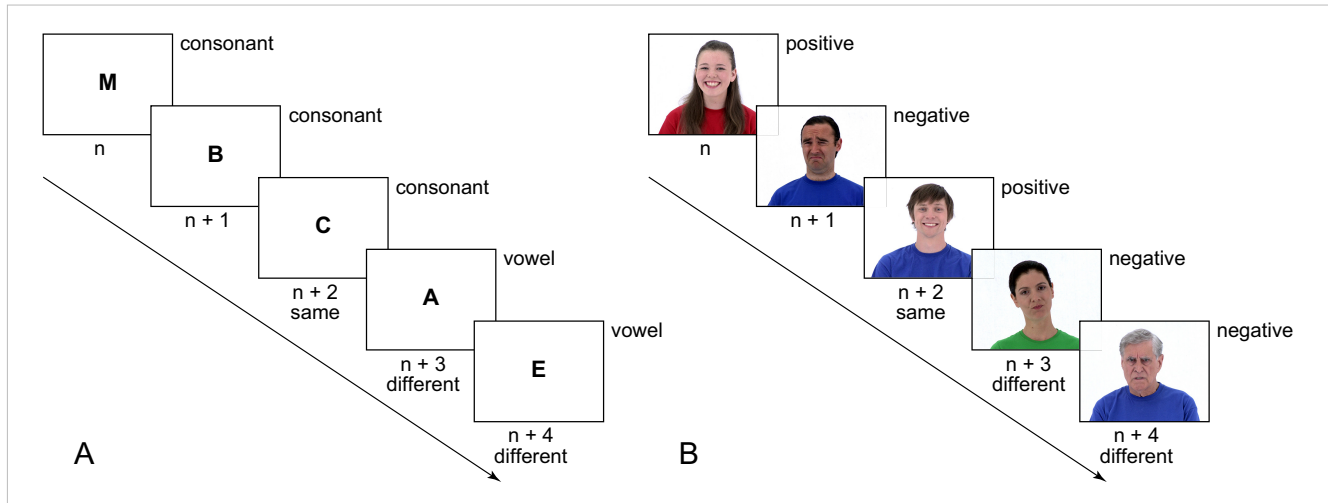 M
consonant
n
B
consonant
n + 1
C
consonant
n + 2
same
A
vowel
n + 3
different
E
vowel
n + 4
different
A
positive
n
negative
n + 1
positive
n + 2
same
negative
n + 3
different
negative
n + 4
different
B